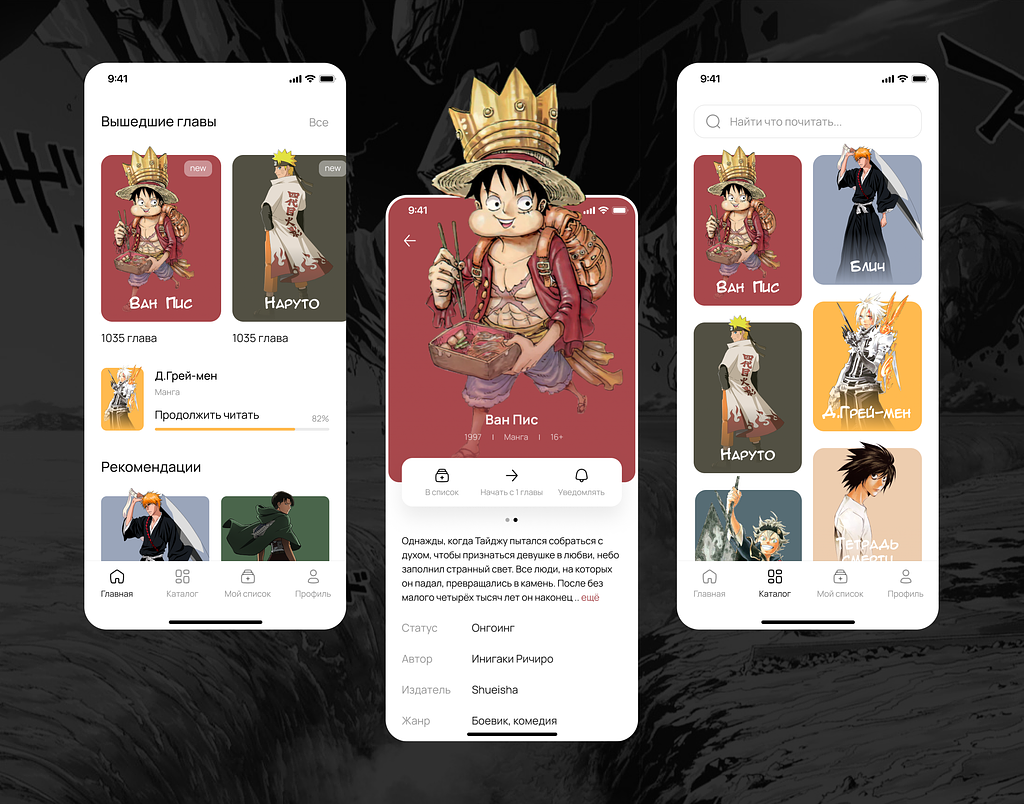 9:41
Вышедшие главы
Все
new
new
Ван Пис
Наруто
1035 глава
1035 глава
Д.Грей-мен
Манга
Продолжить читать
82%
Рекомендации
Главная
Каталог
Мой список
Профиль
9:41
Ван Пис
1997 | Манга | 16+
В список
Начать с 1 главы
Уведомлять
Однажды, когда Тайджу пытался собраться с
духом, чтобы признаться девушке в любви, небо
заполнил странный свет. Все люди, на которых
он падал, превращались в камень. После без
малого четырёх тысяч лет он наконец .. ещё
Статус Онгоинг
Автор Инигаки Ричиро
Издатель Shueisha
Жанр Боевик, комедия
9:41
Найти что почитать...
Ван Пис
Блич
Наруто
Д.Грей-мен
Тетрадь
смерти
Главная
Каталог
Мой список
Профиль